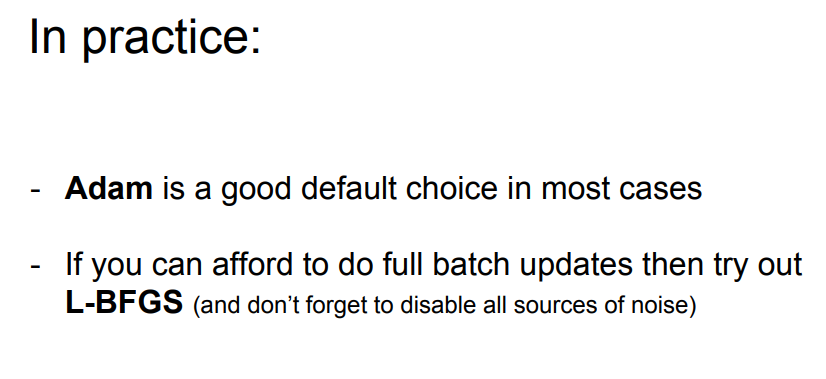 In practice:
- Adam is a good default choice in most cases
- If you can afford to do full batch updates then try out
L-BFGS (and don’t forget to disable all sources of noise)